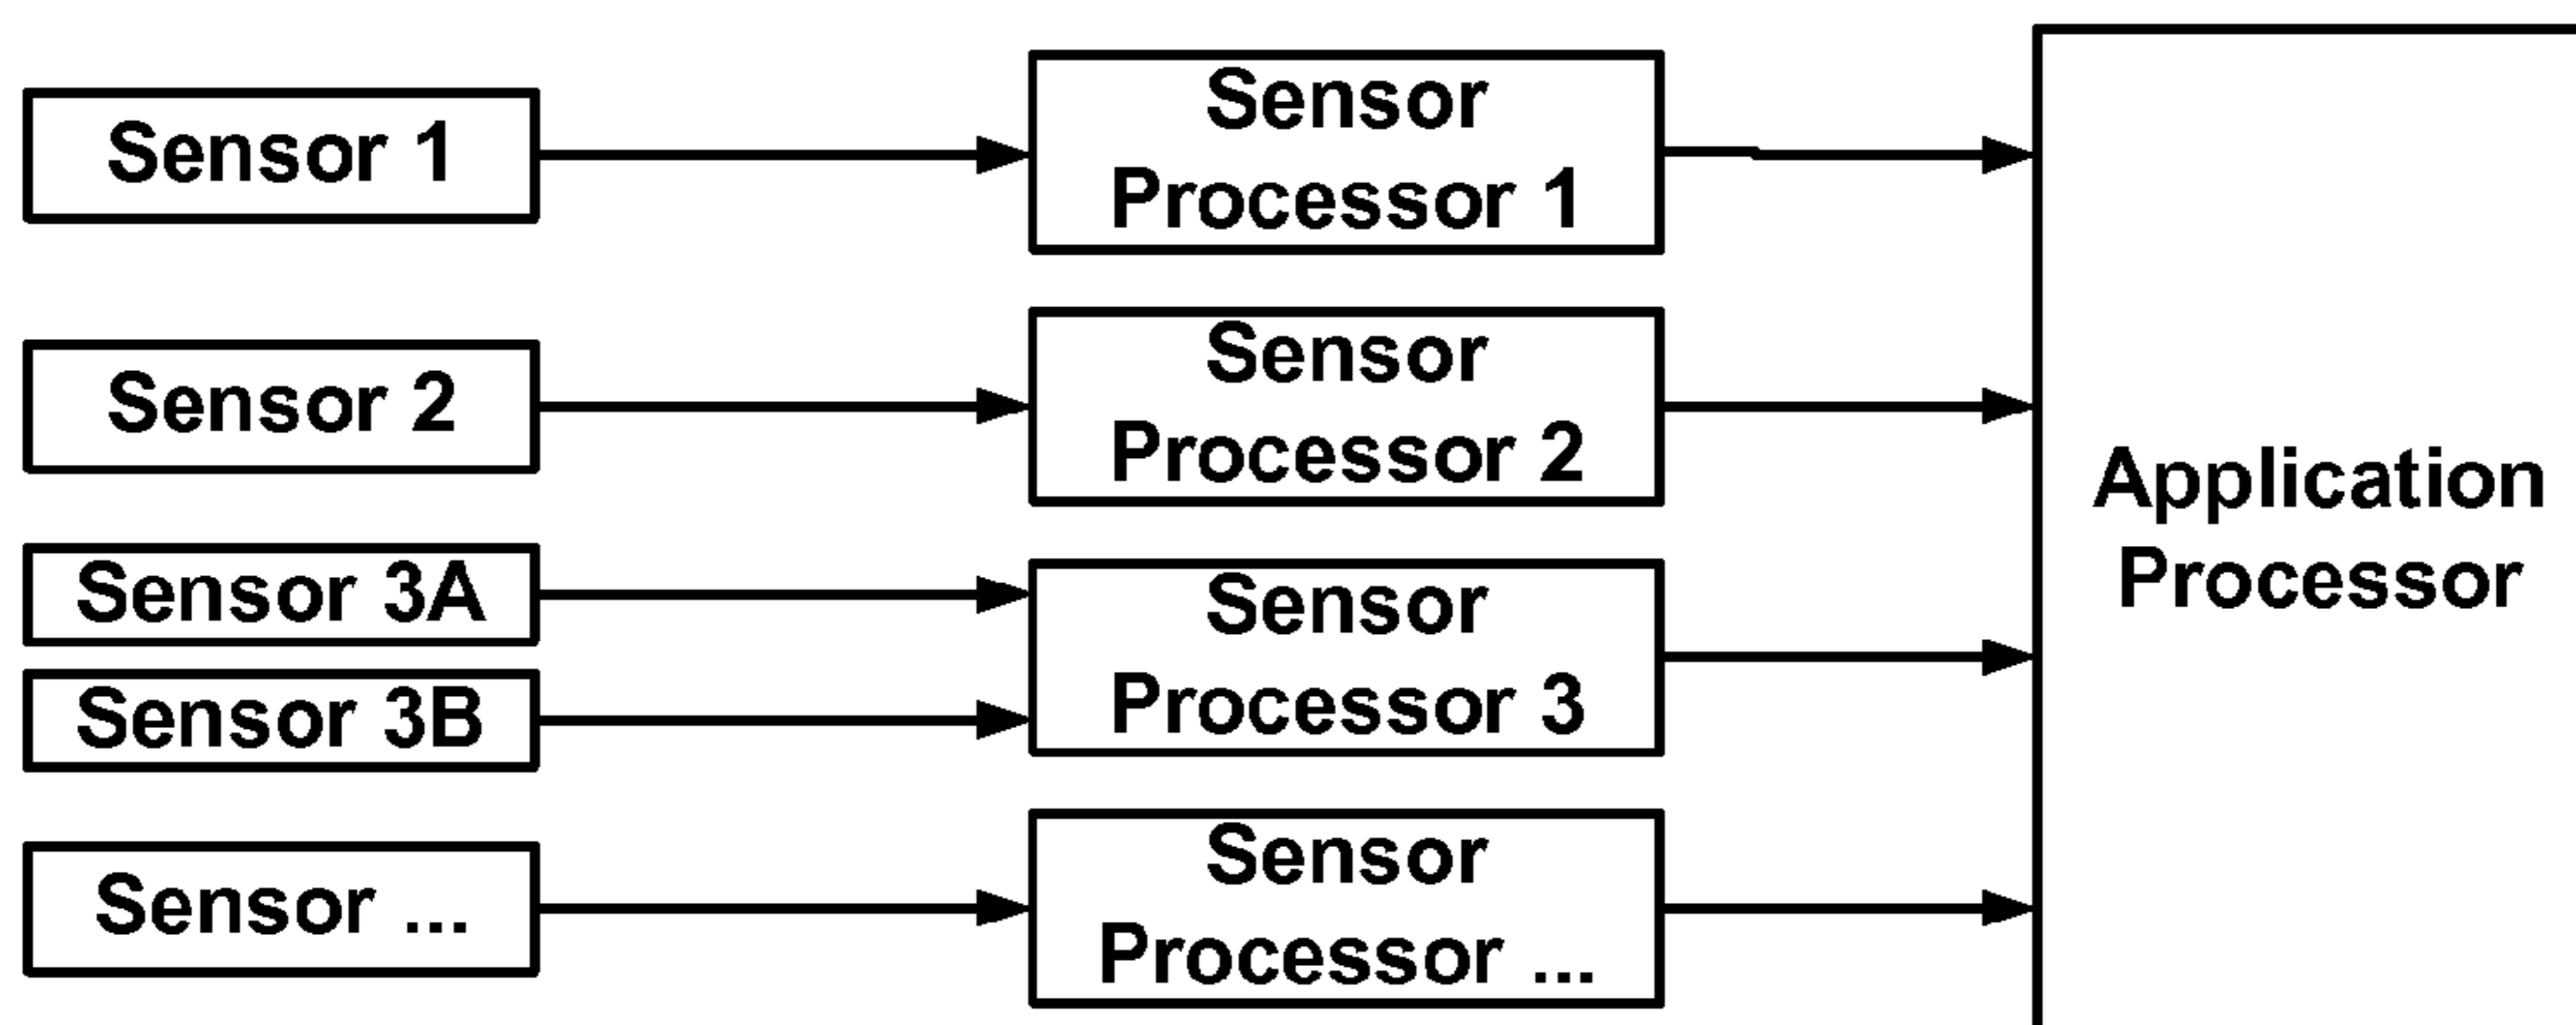 Sensor 1
Sensor
Processor 1
Sensor 2
Sensor
Processor 2
Sensor 3A
Sensor 3B
Sensor
Processor 3
Sensor ...
Sensor
Processor ...
Application
Processor